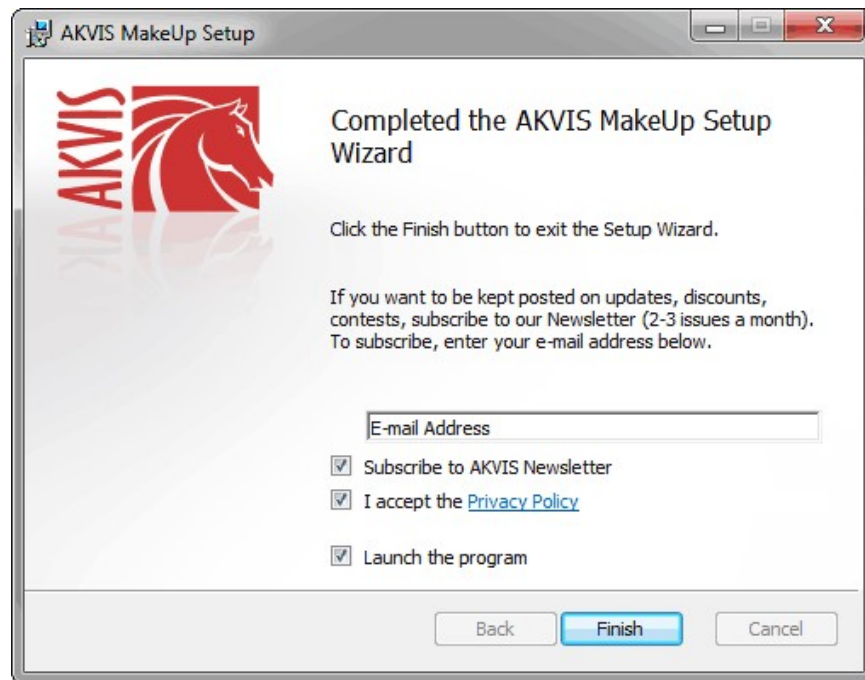 AKVIS MakeUp Setup
AKVIS
Completed the AKVIS MakeUp Setup
Wizard
Click the Finish button to exit the Setup Wizard.
If you want to be kept posted on updates, discounts,
contests, subscribe to our Newsletter (2-3 issues a month).
To subscribe, enter your e-mail address below.
E-mail Address
Subscribe to AKVIS Newsletter
I accept the Privacy Policy
Launch the program
Back Finish Cancel